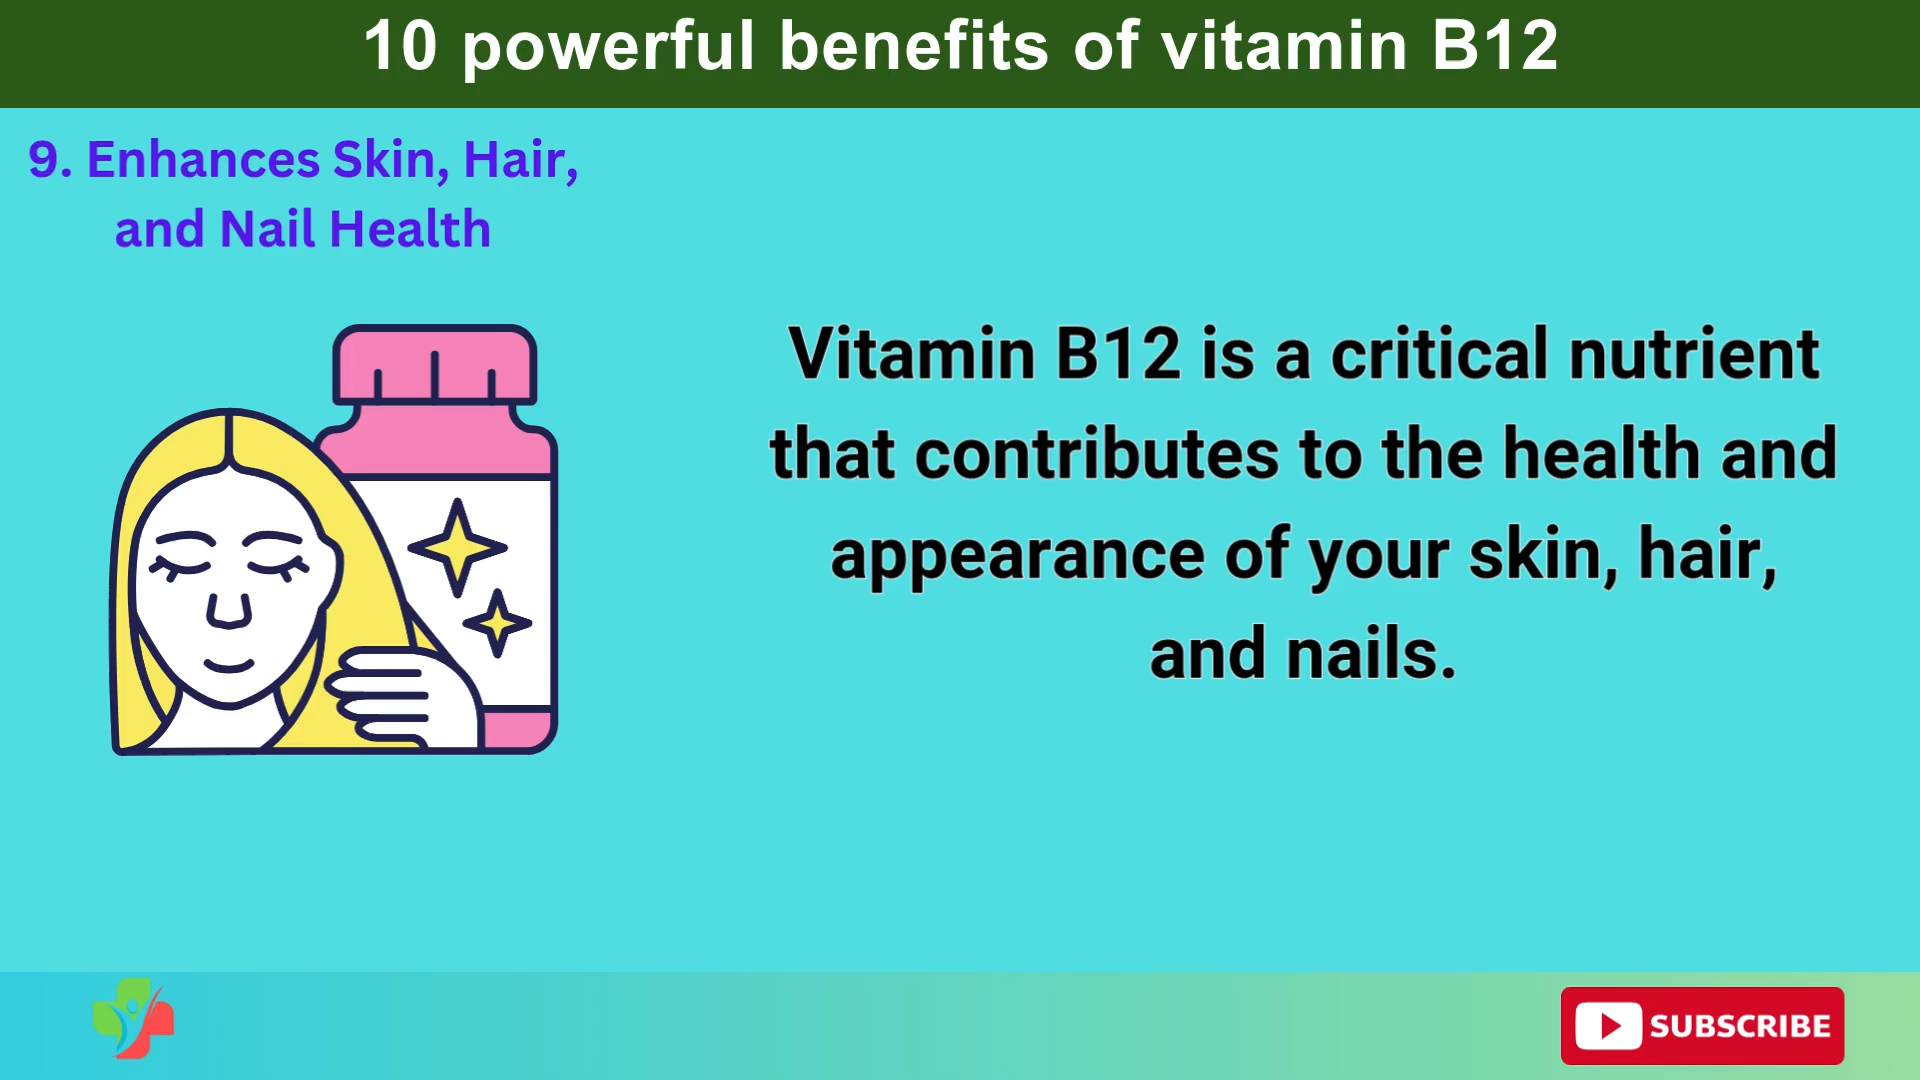 10 powerful benefits of vitamin B12
9. Enhances Skin, Hair,
and Nail Health
Vitamin B12 is a critical nutrient
that contributes to the health and
appearance of your skin, hair,
and nails.
SUBSCRIBE